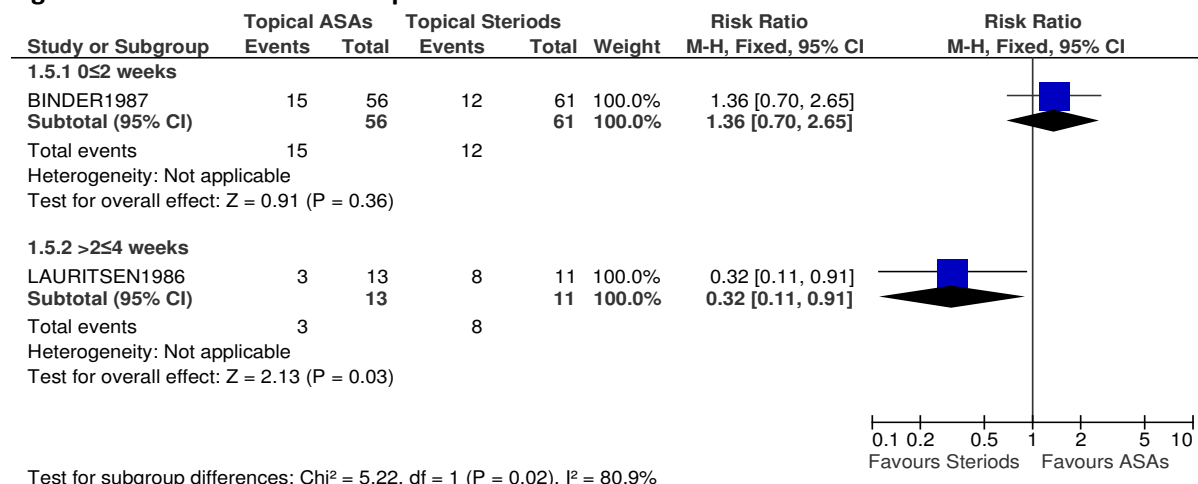 Topical ASAs Topical Steriods Risk Ratio Risk Ratio
Study or Subgroup Events Total Events Total Weight M-H, Fixed, 95% CI M-H, Fixed, 95% CI
1.5.1 0≤2 weeks
BINDER1987 15 56 12 61 100.0% 1.36 [0.70, 2.65]
Subtotal (95% CI) 56 61 100.0% 1.36 [0.70, 2.65]
Total events 15 12
Heterogeneity: Not applicable
Test for overall effect: Z = 0.91 (P = 0.36)
1.5.2 >2≤4 weeks
LAURITSEN1986 3 13 8 11 100.0% 0.32 [0.11, 0.91]
Subtotal (95% CI) 13 11 100.0% 0.32 [0.11, 0.91]
Total events 3 8
Heterogeneity: Not applicable
Test for overall effect: Z = 2.13 (P = 0.03)
0.1 0.2 0.5 1 2 5 10
Favours Steriods Favours ASAs
Test for subgroup differences: Chi² = 5.22, df = 1 (P = 0.02), I² = 80.9%